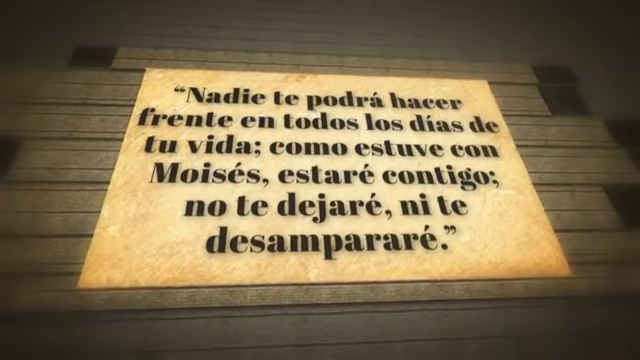 “Nadie te podrá hacer
frente en todos los días de
tu vida; como estuve con
Moisés, estaré contigo;
no te dejaré, ni te
desampararé.”